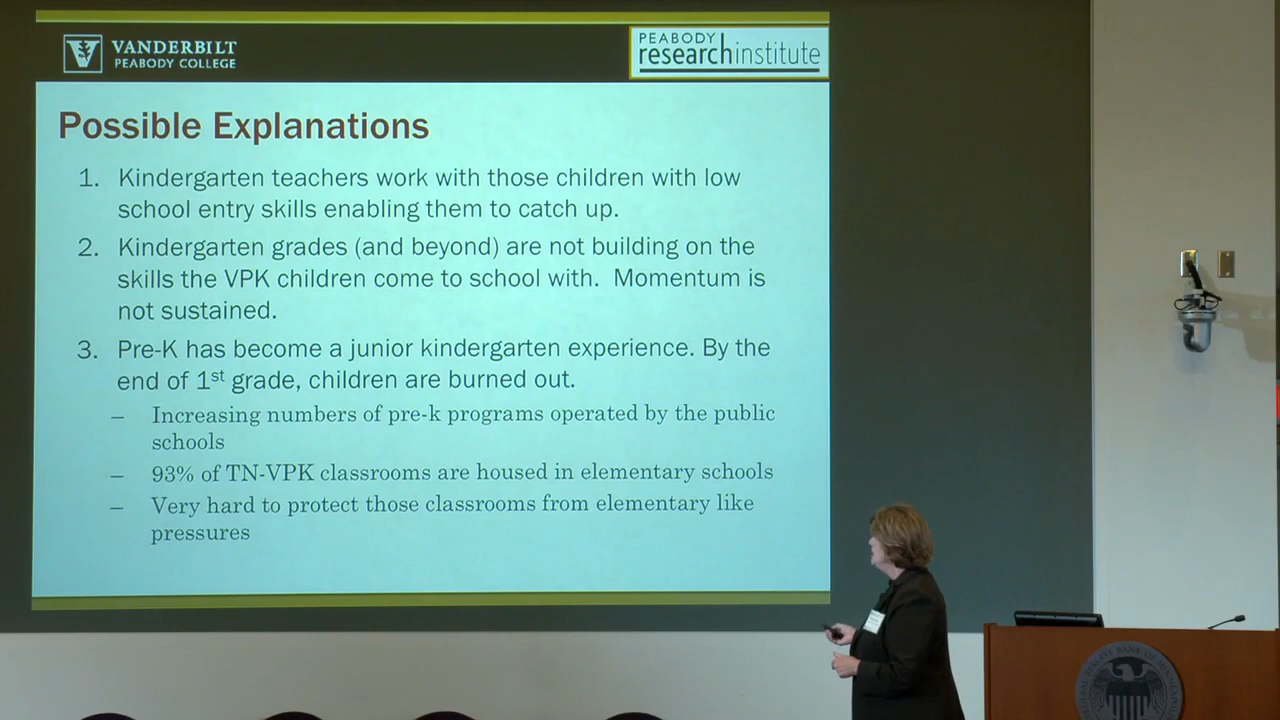 VANDERBILT
PEABODY COLLEGE
PEABODY
researchinstitute
Possible Explanations
1. Kindergarten teachers work with those children with low
school entry skills enabling them to catch up.
2. Kindergarten grades (and beyond) are not building on the
skills the VPK children come to school with. Momentum is
not sustained.
3. Pre-K has become a junior kindergarten experience. By the
end of 1st grade, children are burned out.
– Increasing numbers of pre-k programs operated by the public
schools
– 93% of TN-VPK classrooms are housed in elementary schools
– Very hard to protect those classrooms from elementary like
pressures
RESERVE BANK OF